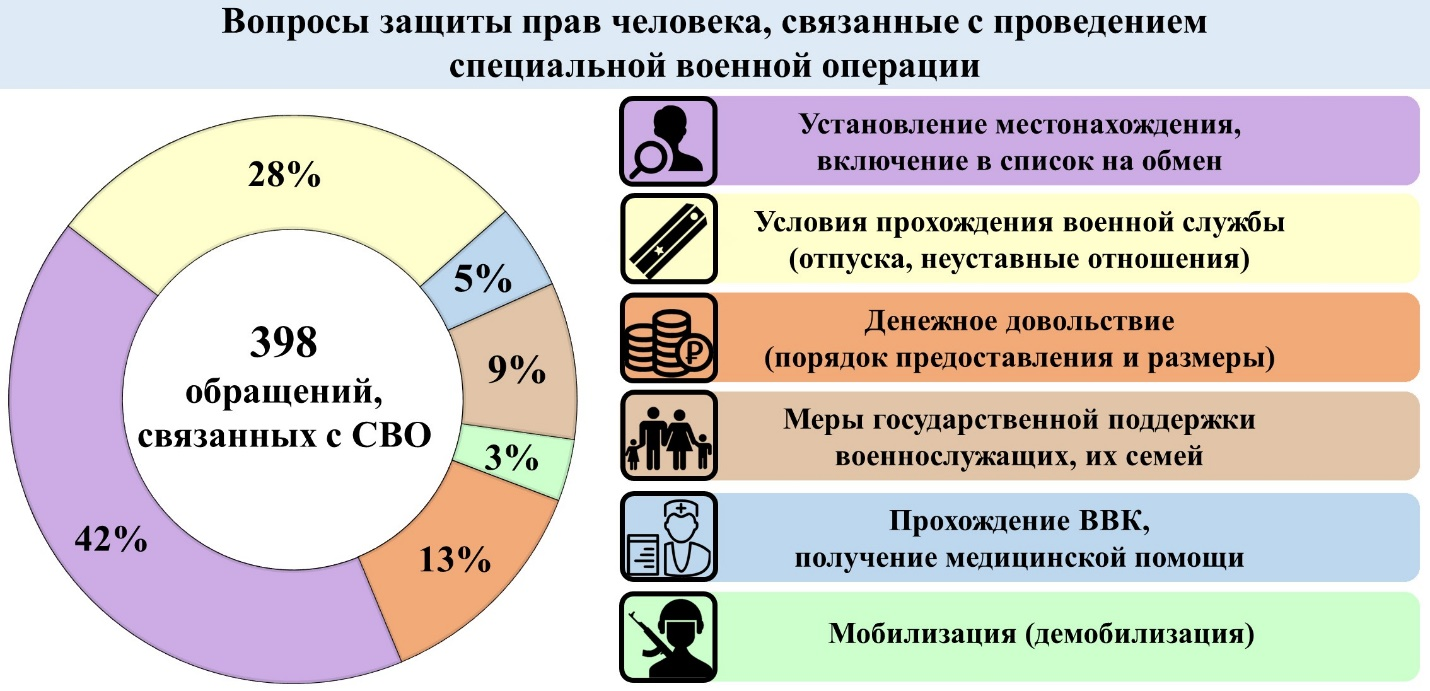 Вопросы защиты прав человека, связанные с проведением
специальной военной операции
28%
5%
9%
3%
13%
42%
398
обращений,
связанных с СВО
Установление местонахождения,
включение в список на обмен
Условия прохождения военной службы
(отпуска, неуставные отношения)
Денежное довольствие
(порядок предоставления и размеры)
₽
Меры государственной поддержки
военнослужащих, их семей
Прохождение ВВК,
получение медицинской помощи
Мобилизация (демобилизация)